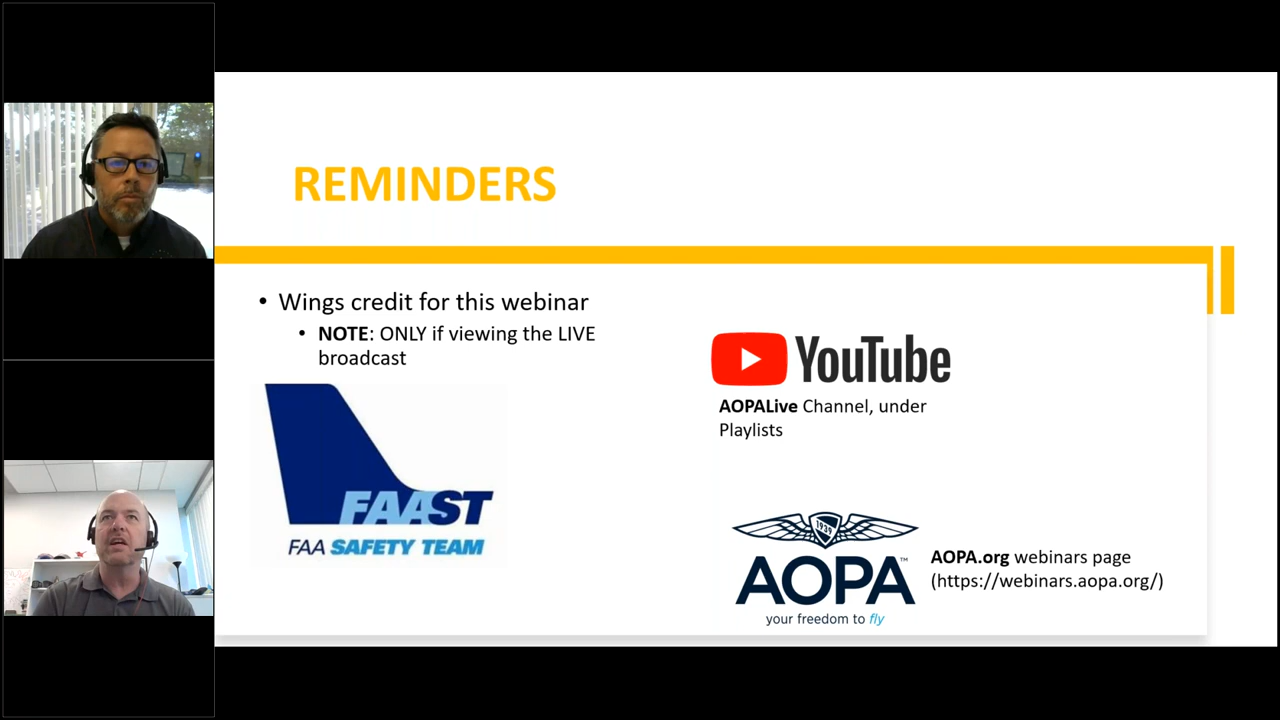 REMINDERS
• Wings credit for this webinar
• NOTE: ONLY if viewing the LIVE
broadcast
FAAST
FAA SAFETY TEAM
YouTube
AOPALive Channel, under
Playlists
1939
AOPA™
your freedom to fly
AOPA.org webinars page
(https://webinars.aopa.org/)